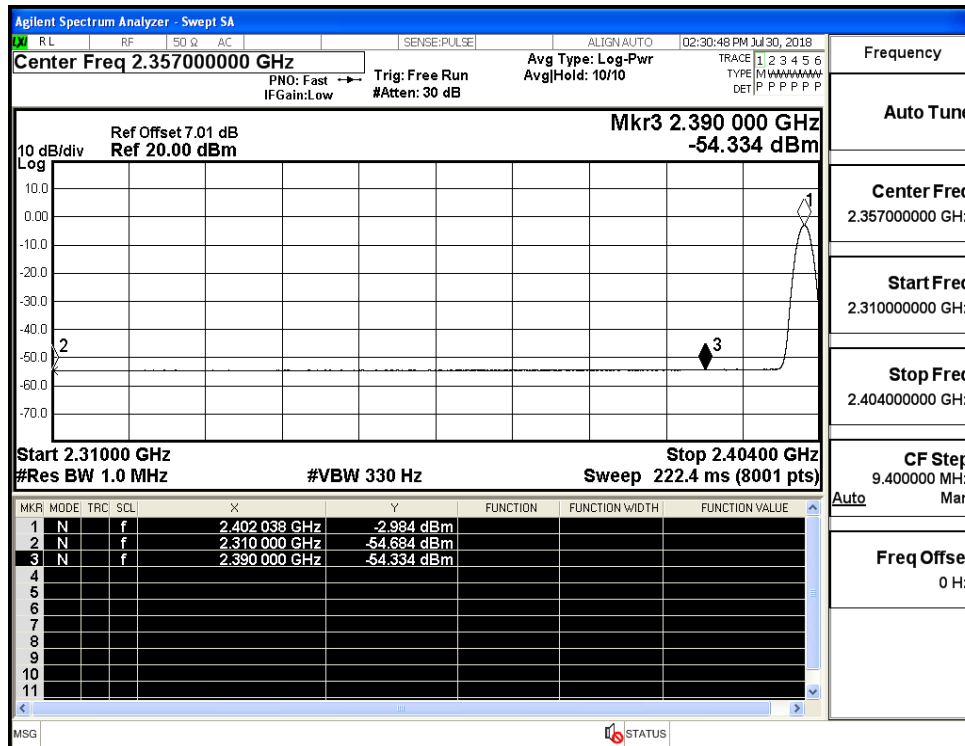 Agilent Spectrum Analyzer - Swept SA
LXI RL RF 50 Ω AC SENSE:PULSE ALIGN AUTO 02:30:48 PM Jul 30, 2018
Center Freq 2.357000000 GHz
PNO: Fast
IFGain:Low
Trig: Free Run
#Atten: 30 dB
Avg Type: Log-Pwr
Avg|Hold: 10/10
TRACE 1 2 3 4 5 6
TYPE M WWWWW
DET P P P P P P
Ref Offset 7.01 dB
10 dB/div Ref 20.00 dBm
Log
Mkr3 2.390 000 GHz
-54.334 dBm
10.0
0.00
-10.0
-20.0
-30.0
-40.0
-50.0
-60.0
-70.0
1
2
3
Start 2.31000 GHz Stop 2.40400 GHz
#Res BW 1.0 MHz #VBW 330 Hz Sweep 222.4 ms (8001 pts)
MKR MODE TRC SCL X Y FUNCTION FUNCTION WIDTH FUNCTION VALUE
1 N f 2.402 038 GHz -2.984 dBm
2 N f 2.310 000 GHz -54.684 dBm
3 N f 2.390 000 GHz -54.334 dBm
4
5
6
7
8
9
10
11
MSG STATUS
Frequency
Auto Tune
Center Freq
2.357000000 GHz
Start Freq
2.310000000 GHz
Stop Freq
2.404000000 GHz
CF Step
9.400000 MHz
Auto Man
Freq Offset
0 Hz